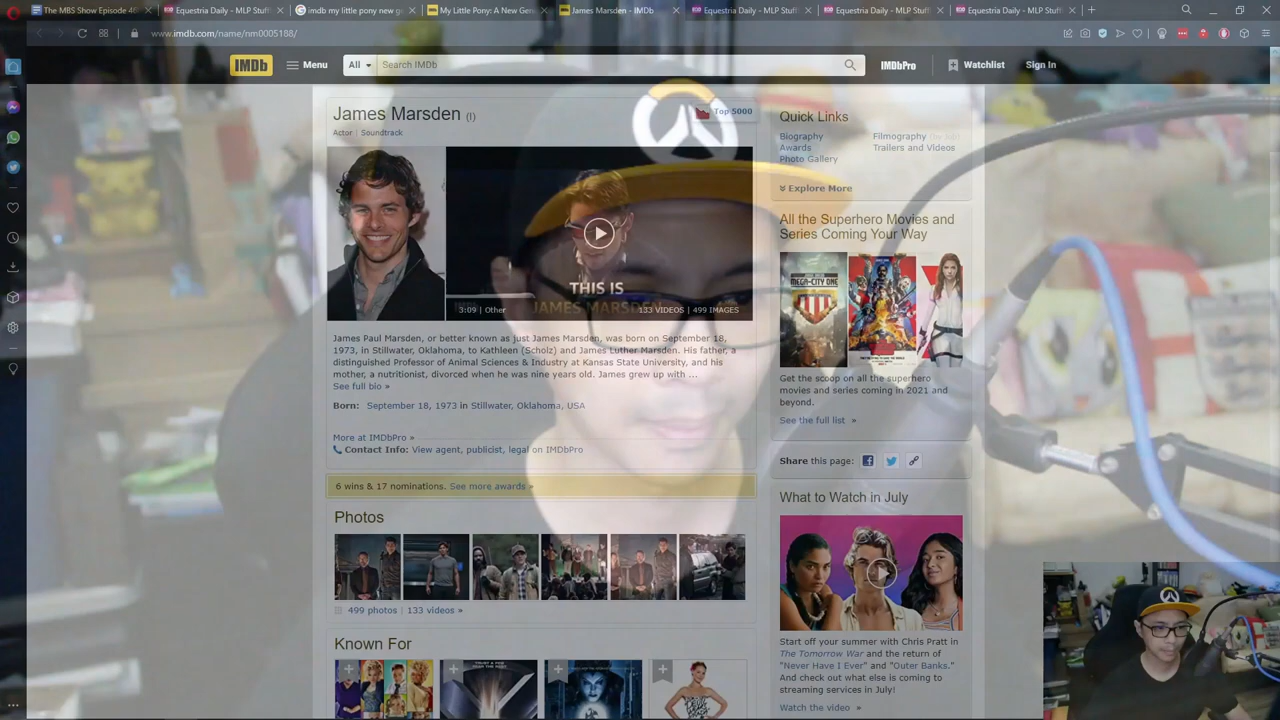 The MBS Show Episode
Equestria Daily - MLP Stuff
imdb my little pony new ge
My Little Pony: A New Gen
James Marsden - IMDb
Equestria Daily - MLP Stuff
Equestria Daily - MLP Stuff
Equestria Daily - MLP Stuff
www.imdb.com/name/nm0005188/
IMDb
Menu
All
Search IMDb
IMDbPro
Watchlist
Sign In
James Marsden (I)
Top 5000
Actor | Soundtrack
THIS IS
JAMES MARSDEN
3:09 | Other
133 VIDEOS | 499 IMAGES
James Paul Marsden, or better known as just James Marsden, was born on September 18,
1973, in Stillwater, Oklahoma, to Kathleen (Scholz) and James Luther Marsden. His father, a
distinguished Professor of Animal Sciences & Industry at Kansas State University, and his
mother, a nutritionist, divorced when he was nine years old. James grew up with ...
See full bio »
Born: September 18, 1973 in Stillwater, Oklahoma, USA
More at IMDbPro »
Contact Info: View agent, publicist, legal on IMDbPro
6 wins & 17 nominations. See more awards »
Photos
499 photos | 133 videos »
Known For
Quick Links
Biography
Awards
Photo Gallery
Filmography
Trailers and Videos
Explore More
All the Superhero Movies and
Series Coming Your Way
MEGA-CITY ONE
Get the scoop on all the superhero
movies and series coming in 2021 and
beyond.
See the full list »
Share this page:
What to Watch in July
Start off your summer with Chris Pratt in
The Tomorrow War and the return of
"Never Have I Ever" and "Outer Banks."
And check out what else is coming to
streaming services in July!
Watch the video »